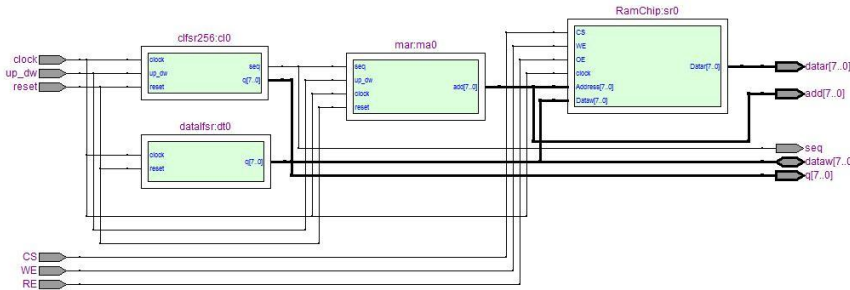 RamChip:sr0
CS
WE
OE
clock
Address[7..0]
Dataw[7..0]
Datar[7..0]
clfsr256:cl0
clock
up_dw
reset
seq
q[7..0]
mar:ma0
seq
up_dw
clock
reset
add[7..0]
datalfsr:dt0
clock
reset
q[7..0]
clock
up_dw
reset
CS
WE
RE
datar[7..0]
add[7..0]
seq
dataw[7..0
q[7..0]